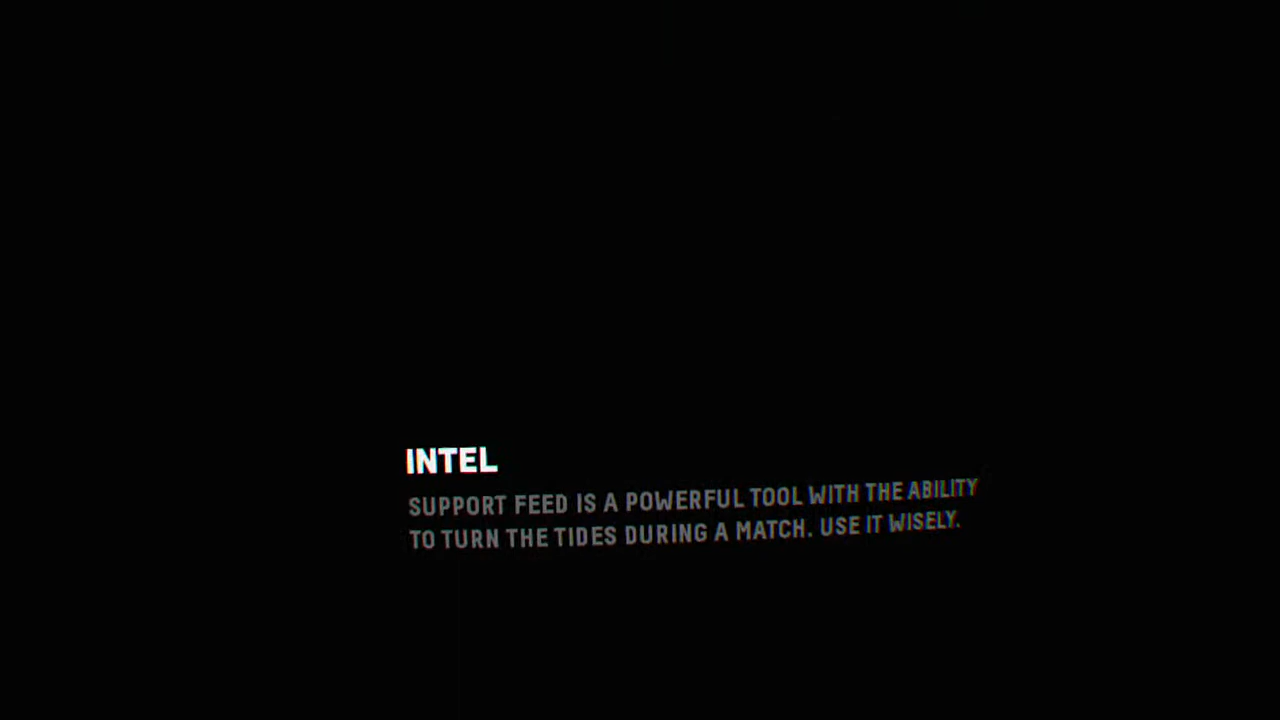 INTEL
SUPPORT FEED IS A POWERFUL TOOL WITH THE ABILITY
TO TURN THE TIDES DURING A MATCH. USE IT WISELY.